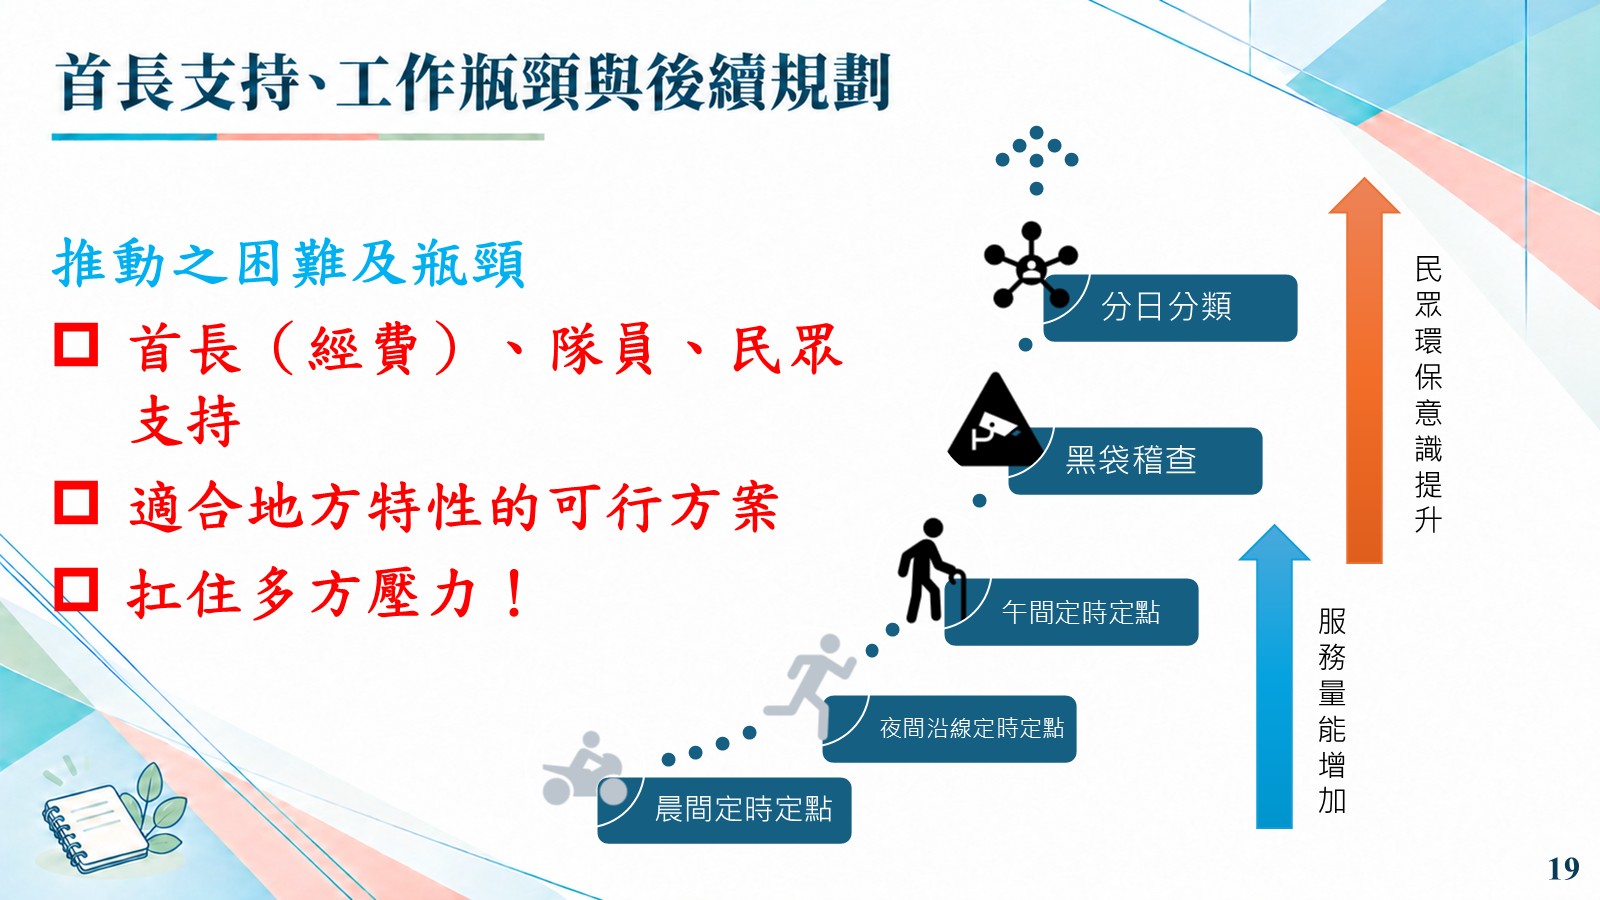 首長支持、工作瓶頸與後續規劃
推動之困難及瓶頸
首長（經費）、隊員、民眾
支持
適合地方特性的可行方案
扛住多方壓力！
分日分類
黑袋稽查
午間定時定點
夜間沿線定時定點
晨間定時定點
民眾環保意識提升
服務量能增加
19